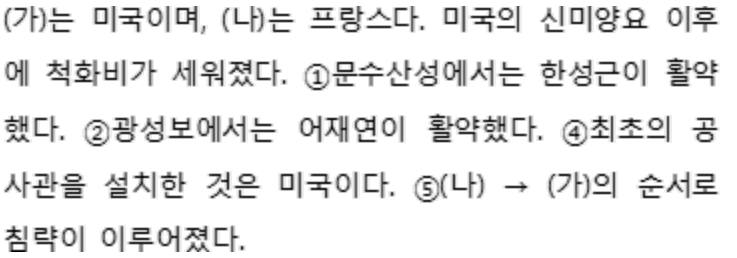 (가)는 미국이며, (나)는 프랑스다. 미국의 신미양요 이후
에 척화비가 세워졌다. ①문수산성에서는 한성근이 활약
했다. ②광성보에서는 어재연이 활약했다. ④최초의 공
사관을 설치한 것은 미국이다. ⑤(나) → (가)의 순서로
침략이 이루어졌다.